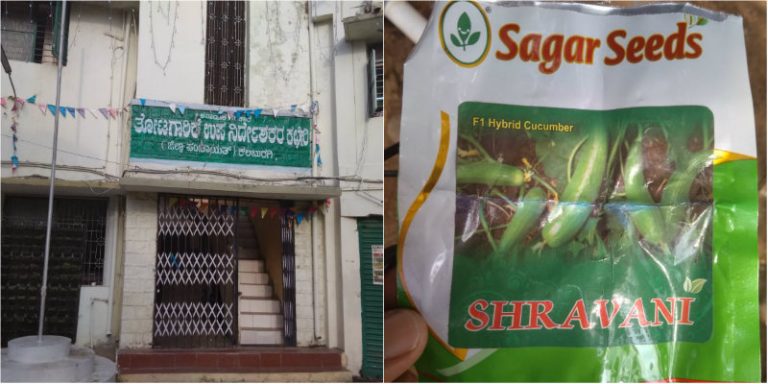 ತೋಟಗಾರಿಕೆ ಉಪ ನಿರ್ದೇಶಕರ ಕಛೇರಿ
(ಜಿಲ್ಲಾ ಪಂಚಾಯತ್) ಕಲಬುರಗಿ
Sagar Seeds
F1 Hybrid Cucumber
SHRAVANI